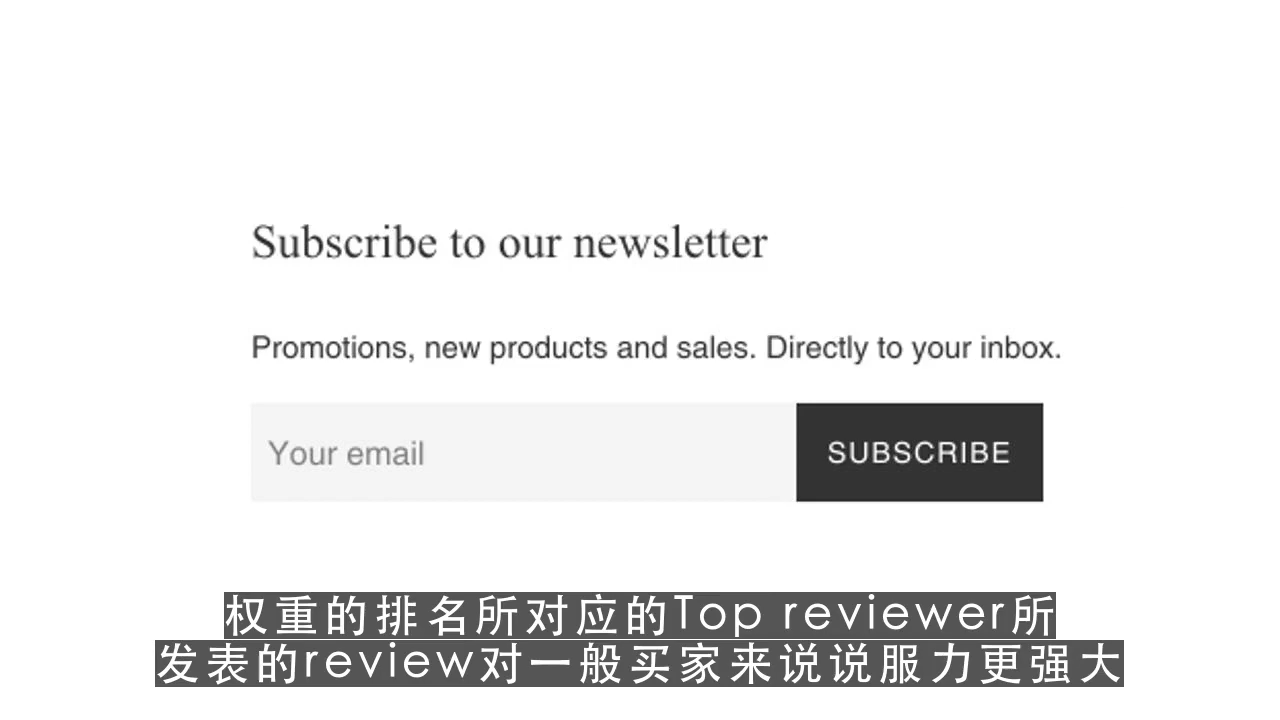 Subscribe to our newsletter
Promotions, new products and sales. Directly to your inbox.
Your email
SUBSCRIBE
权重的排名所对应的Top reviewer所
发表的review对一般买家来说说服力更强大